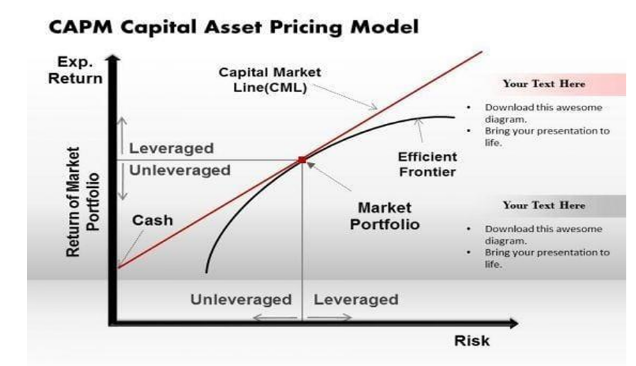 CAPM Capital Asset Pricing Model
Exp.
Return
Capital Market
Line(CML)
Your Text Here
• Download this awesome
diagram.
• Bring your presentation to
life.
Leveraged
Unleveraged
Efficient
Frontier
Return of Market
Portfolio
Cash
Market
Portfolio
Your Text Here
• Download this awesome
diagram.
• Bring your presentation to
life.
Unleveraged
Leveraged
Risk